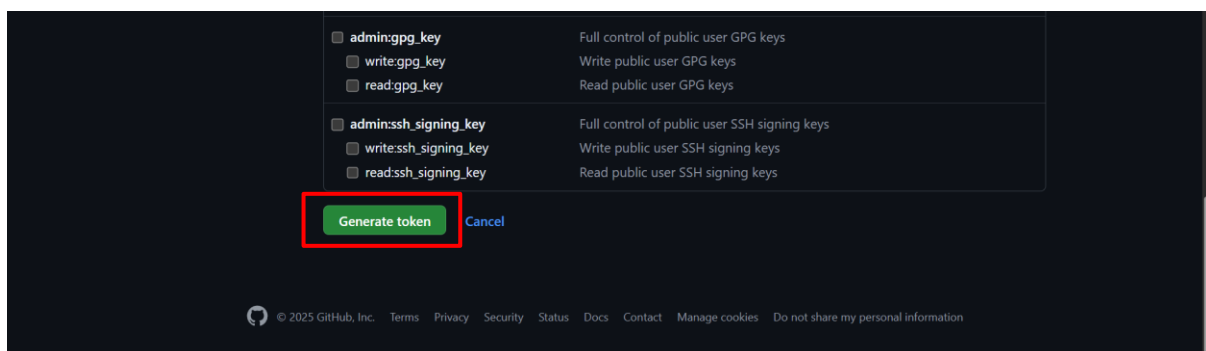 admin:gpg_key Full control of public user GPG keys
write:gpg_key Write public user GPG keys
read:gpg_key Read public user GPG keys
admin:ssh_signing_key Full control of public user SSH signing keys
write:ssh_signing_key Write public user SSH signing keys
read:ssh_signing_key Read public user SSH signing keys
Generate token Cancel
© 2025 GitHub, Inc. Terms Privacy Security Status Docs Contact Manage cookies Do not share my personal information